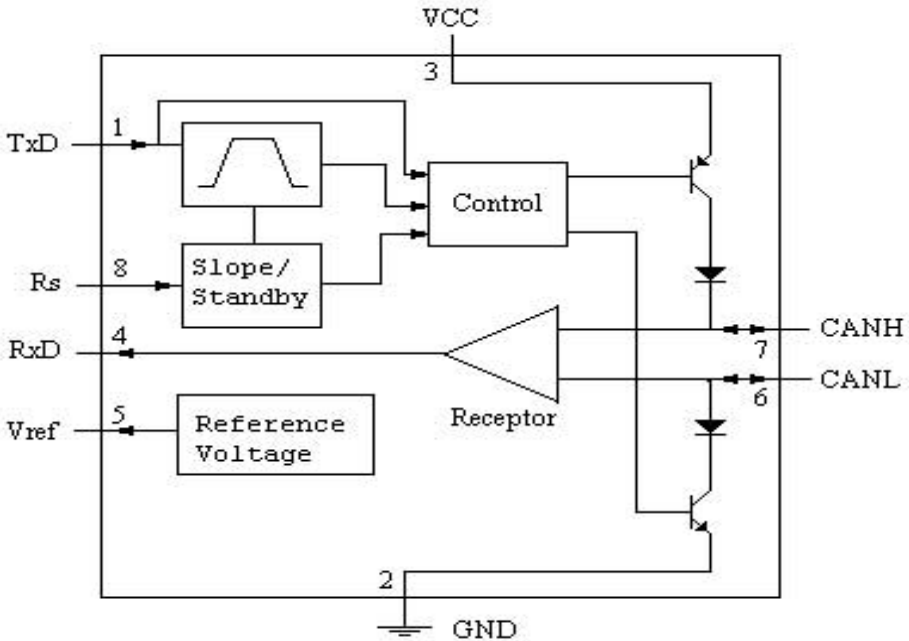 VCC
3
TxD
1
Control
Rs
8
Slope/
Standby
RxD
4
CANH
7
CANL
6
Receptor
Vref
5
Reference
Voltage
2
GND